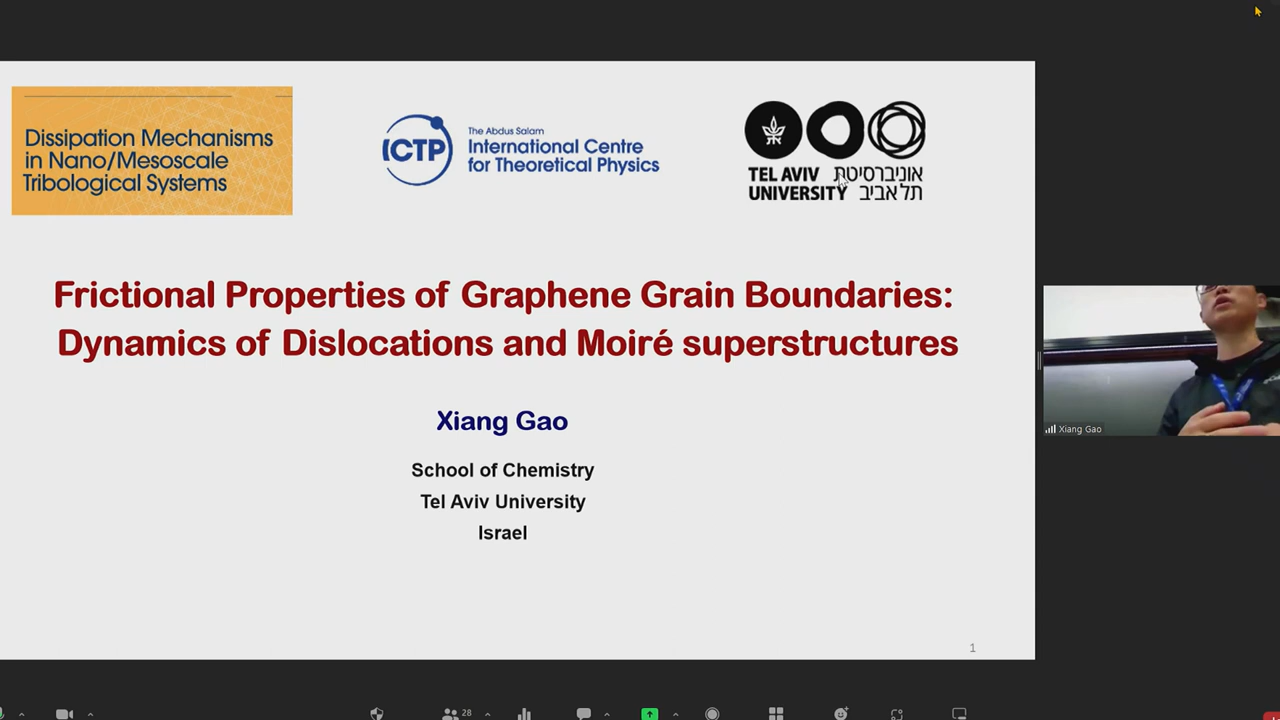 Dissipation Mechanisms
in Nano/Mesoscale
Tribological Systems
ICTP
The Abdus Salam
International Centre
for Theoretical Physics
TEL AVIV
UNIVERSITY
אוניברסיטת
תל אביב
Frictional Properties of Graphene Grain Boundaries:
Dynamics of Dislocations and Moiré superstructures
Xiang Gao
School of Chemistry
Tel Aviv University
Israel
1
Xiang Gao
28